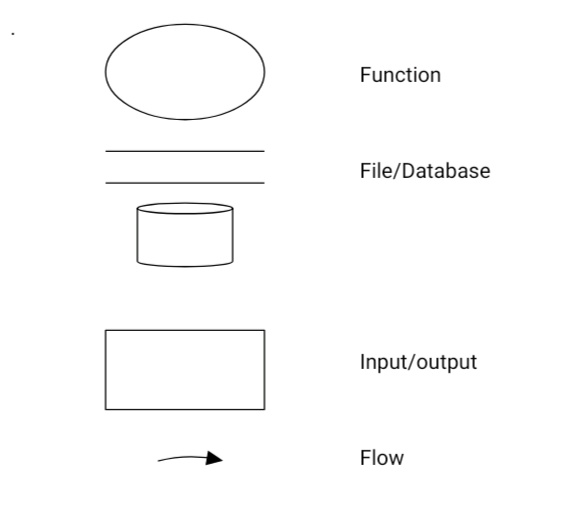 Function
File/Database
Input/output
Flow